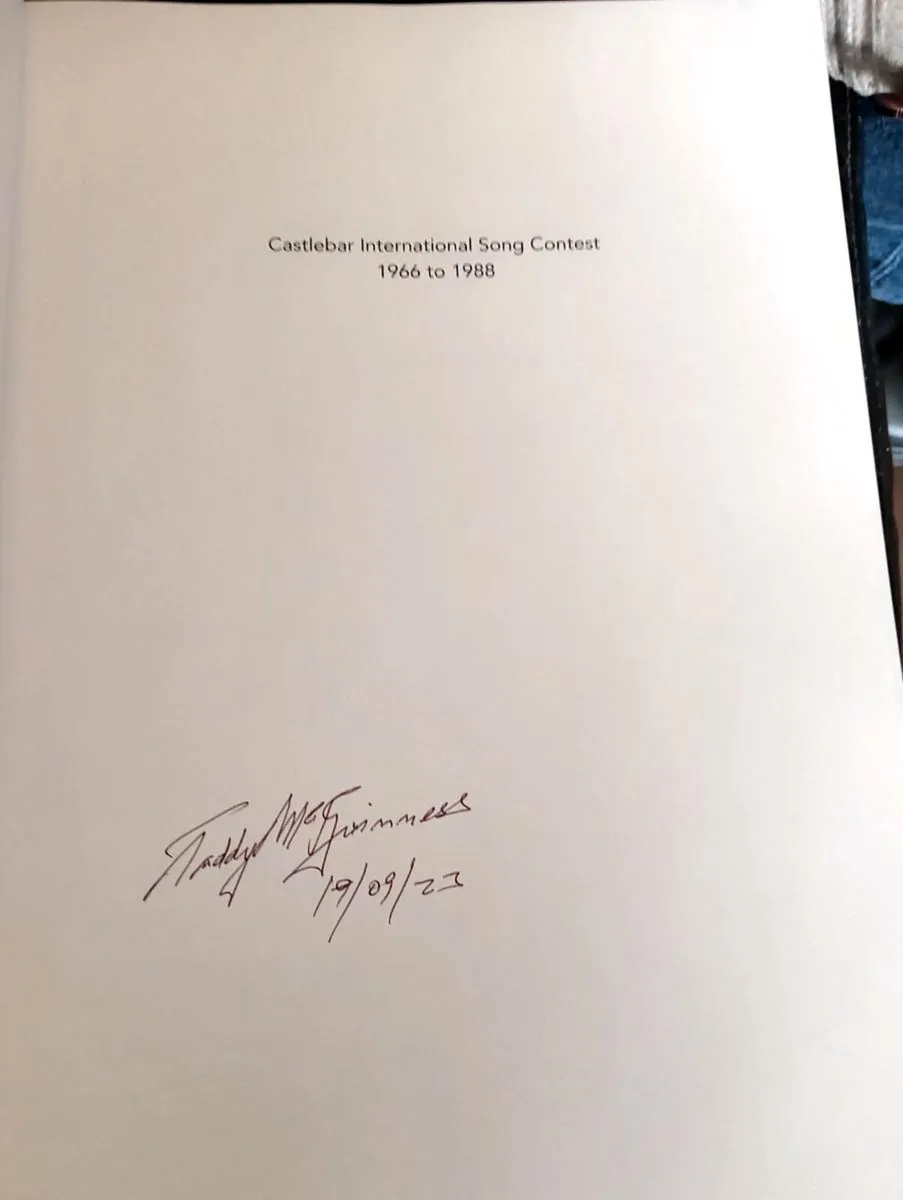 Castlebar International Song Contest
1966 to 1988
Paddy McGuinness
19/09/23